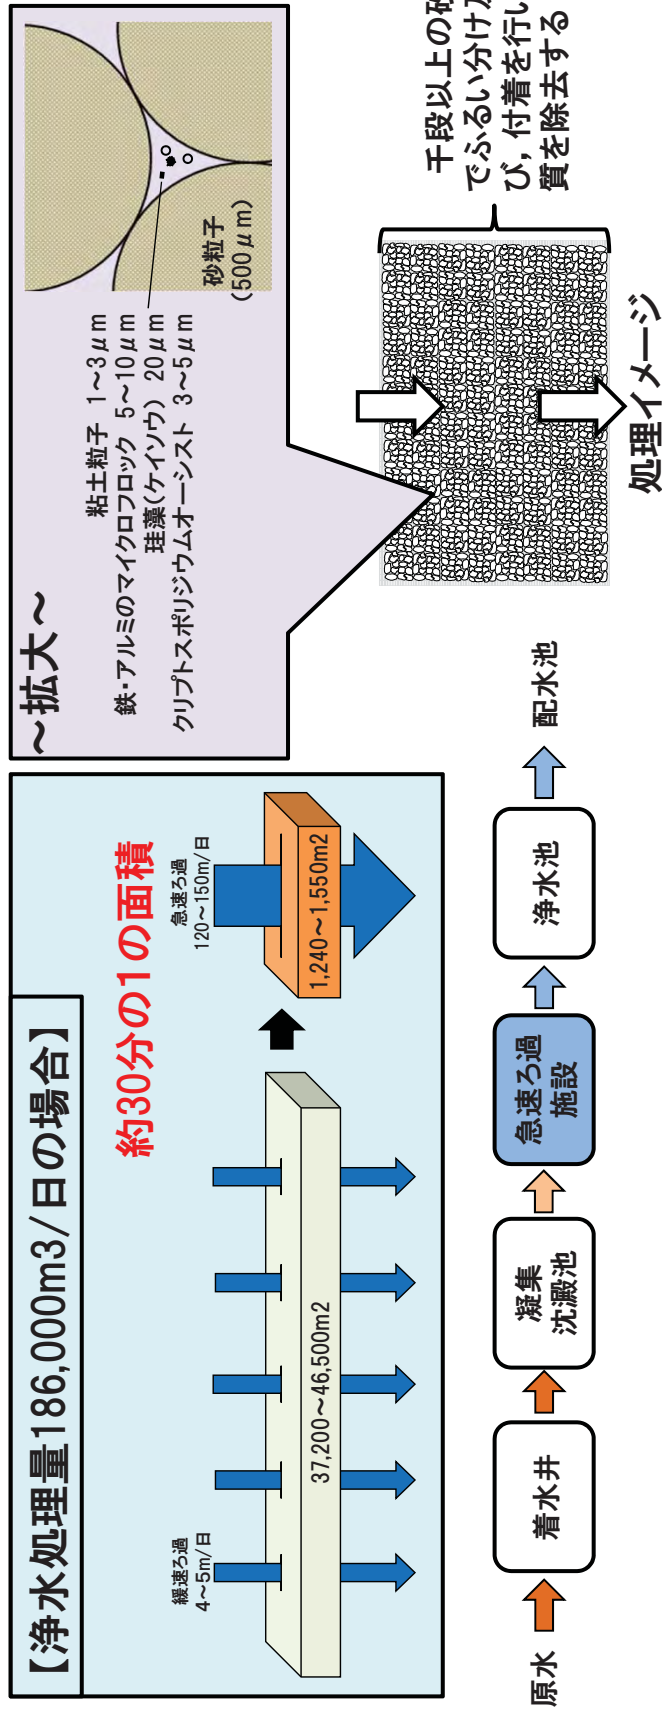 【浄水処理量186,000m3/日の場合】
約30分の1の面積
緩速ろ過
4～5m/日
37,200～46,500m2
急速ろ過
120～150m/日
1,240～1,550m2
～拡大～
粘土粒子 1～3μm
鉄・アルミのマイクロフロック 5～10μm
珪藻(ケイソウ) 20μm
クリプトスポリジウムオーシスト 3～5μm
砂粒子
(500μm)
千段以上の砂
でふるい分け及
び，付着を行い
質を除去する
処理イメージ
原水
着水井
凝集
沈澱池
急速ろ過
施設
浄水池
配水池